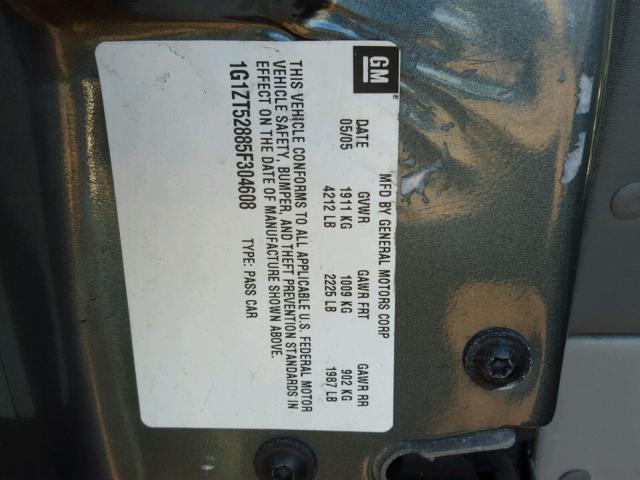 GM
MFD BY GENERAL MOTORS CORP
DATE GVWR GAWR FRT GAWR RR
05/05 1911 KG 1009 KG 902 KG
4212 LB 2225 LB 1987 LB
THIS VEHICLE CONFORMS TO ALL APPLICABLE U.S. FEDERAL MOTOR
VEHICLE SAFETY, BUMPER, AND THEFT PREVENTION STANDARDS IN
EFFECT ON THE DATE OF MANUFACTURE SHOWN ABOVE.
1G1ZT52885F304608 TYPE: PASS CAR